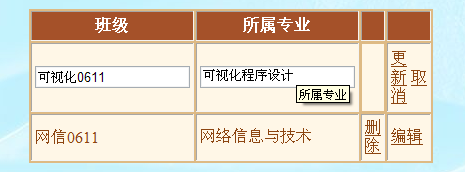 班级 所属专业
可视化0611 可视化程序设计 更新 取消
所属专业
网信0611 网络信息与技术 删除 编辑